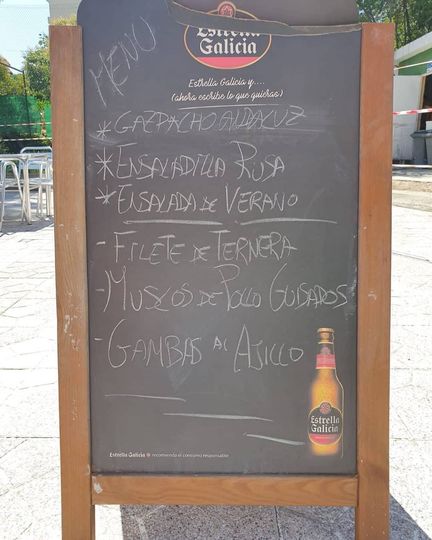 Estrella
Galicia
MENÚ
Estrella Galicia y....
(ahora escribe lo que quieras)
* GAZPACHO ANDALUZ
* ENSALADILLA RUSA
* ENSALADA DE VERANO
- FILETE DE TERNERA
- MUSLOS DE POLLO GUISADOS
- GAMBAS AL AJILLO
Estrella
Galicia
Estrella Galicia recomienda el consumo responsable